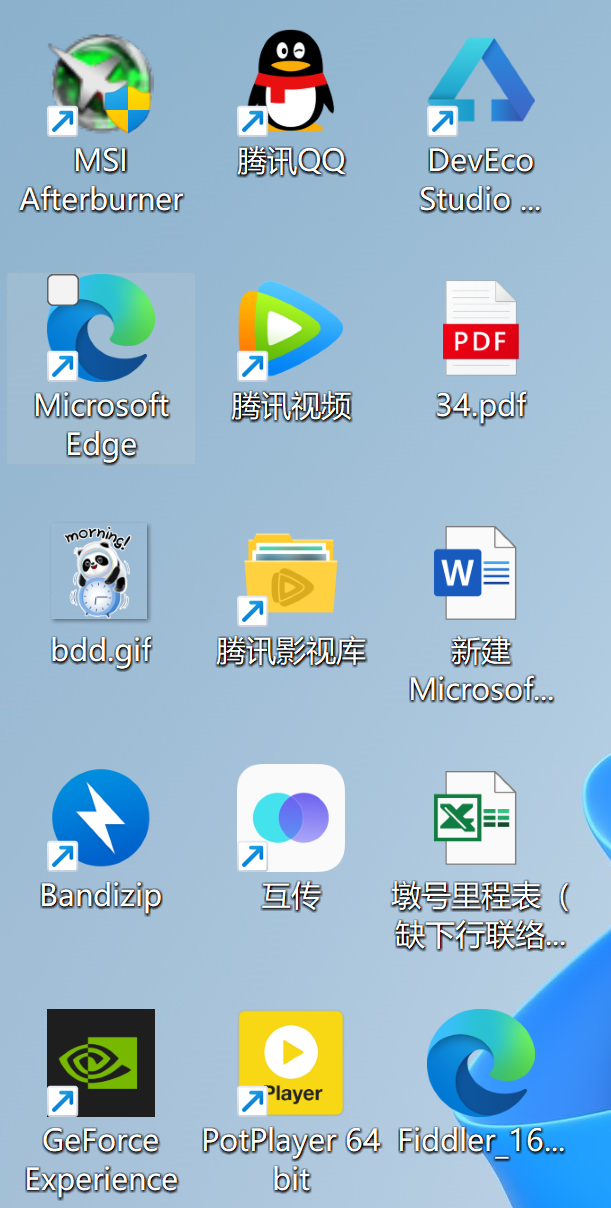 MSI
Afterburner
腾讯QQ
DevEco
Studio ...
Microsoft
Edge
腾讯视频
PDF
34.pdf
morning!
bdd.gif
腾讯影视库
W
新建
Microsof...
Bandizip
互传
X
墩号里程表（
缺下行联络...
GeForce
Experience
Player
PotPlayer 64
bit
Fiddler_16...